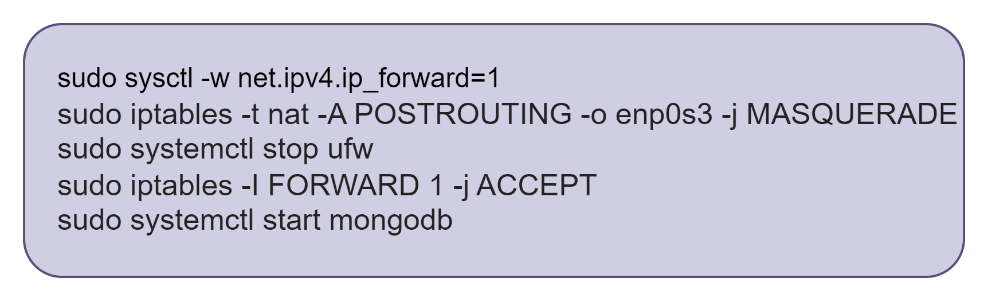 sudo sysctl -w net.ipv4.ip_forward=1
sudo iptables -t nat -A POSTROUTING -o enp0s3 -j MASQUERADE
sudo systemctl stop ufw
sudo iptables -I FORWARD 1 -j ACCEPT
sudo systemctl start mongodb